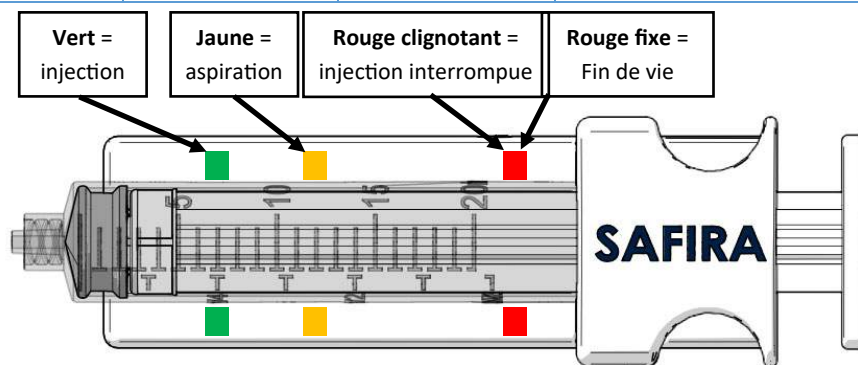 Vert =
injection
Jaune =
aspiration
Rouge clignotant =
injection interrompue
Rouge fixe =
Fin de vie
5
10
15
20
SAFIRA